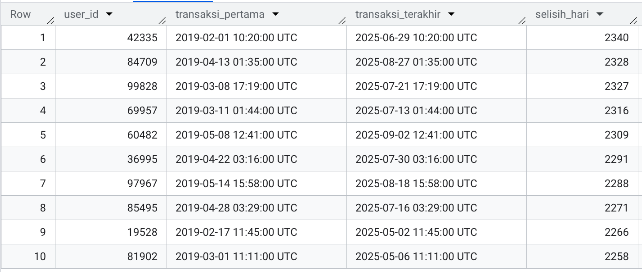 Row user_id transaksi_pertama transaksi_terakhir selisih_hari
1 42335 2019-02-01 10:20:00 UTC 2025-06-29 10:20:00 UTC 2340
2 84709 2019-04-13 01:35:00 UTC 2025-08-27 01:35:00 UTC 2328
3 99828 2019-03-08 17:19:00 UTC 2025-07-21 17:19:00 UTC 2327
4 69957 2019-03-11 01:44:00 UTC 2025-07-13 01:44:00 UTC 2316
5 60482 2019-05-08 12:41:00 UTC 2025-09-02 12:41:00 UTC 2309
6 36995 2019-04-22 03:16:00 UTC 2025-07-30 03:16:00 UTC 2291
7 97967 2019-05-14 15:58:00 UTC 2025-08-18 15:58:00 UTC 2288
8 85495 2019-04-28 03:29:00 UTC 2025-07-16 03:29:00 UTC 2271
9 19528 2019-02-17 11:45:00 UTC 2025-05-02 11:45:00 UTC 2266
10 81902 2019-03-01 11:11:00 UTC 2025-05-06 11:11:00 UTC 2258